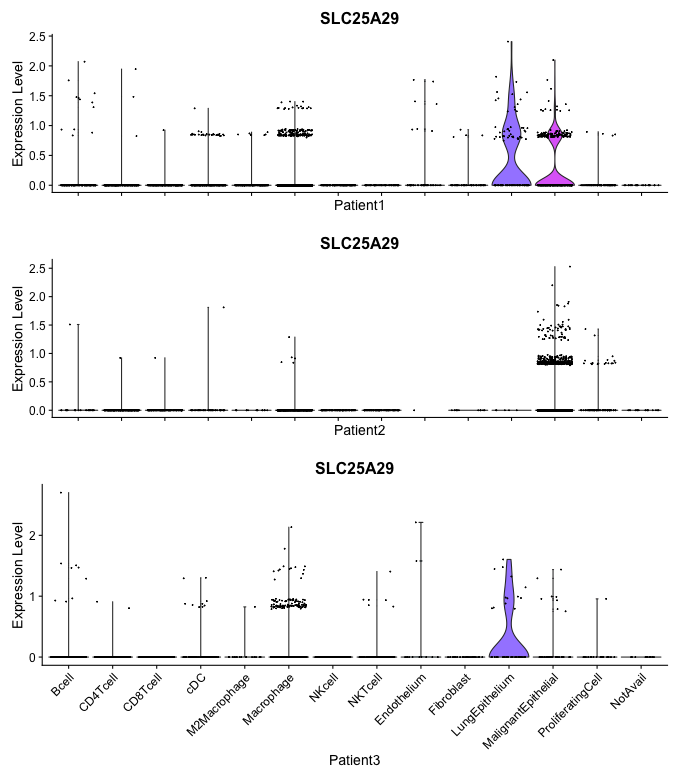 SLC25A29
Expression Level
2.5
2.0
1.5
1.0
0.5
0.0
Patient1
SLC25A29
Expression Level
2.5
2.0
1.5
1.0
0.5
0.0
Patient2
SLC25A29
Expression Level
2
1
0
Bcell
CD4Tcell
CD8Tcell
cDC
M2Macrophage
Macrophage
NKcell
NKTcell
Endothelium
Fibroblast
LungEpithelium
MalignantEpithelial
ProliferatingCell
NotAvail
Patient3